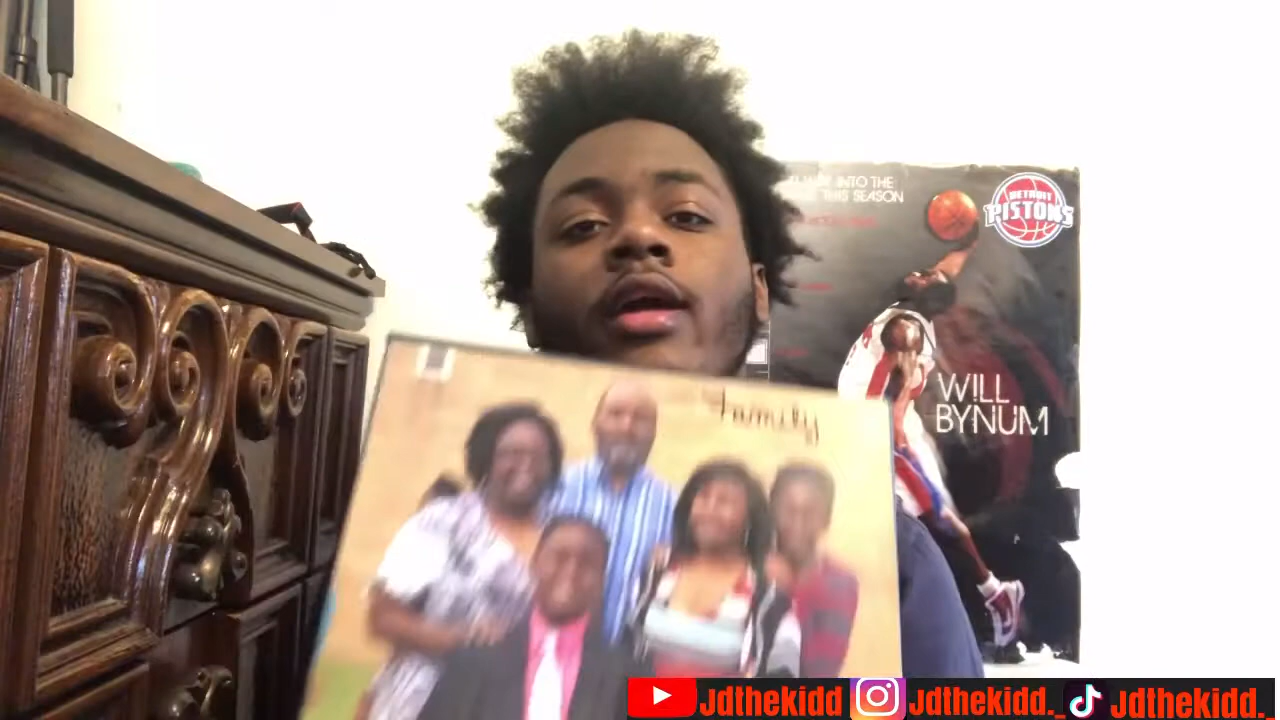 INTO THE
THIS SEASON
DETROIT
PISTONS
Family
WILL
BYNUM
Jdthekidd Jdthekidd._ Jdthekidd._